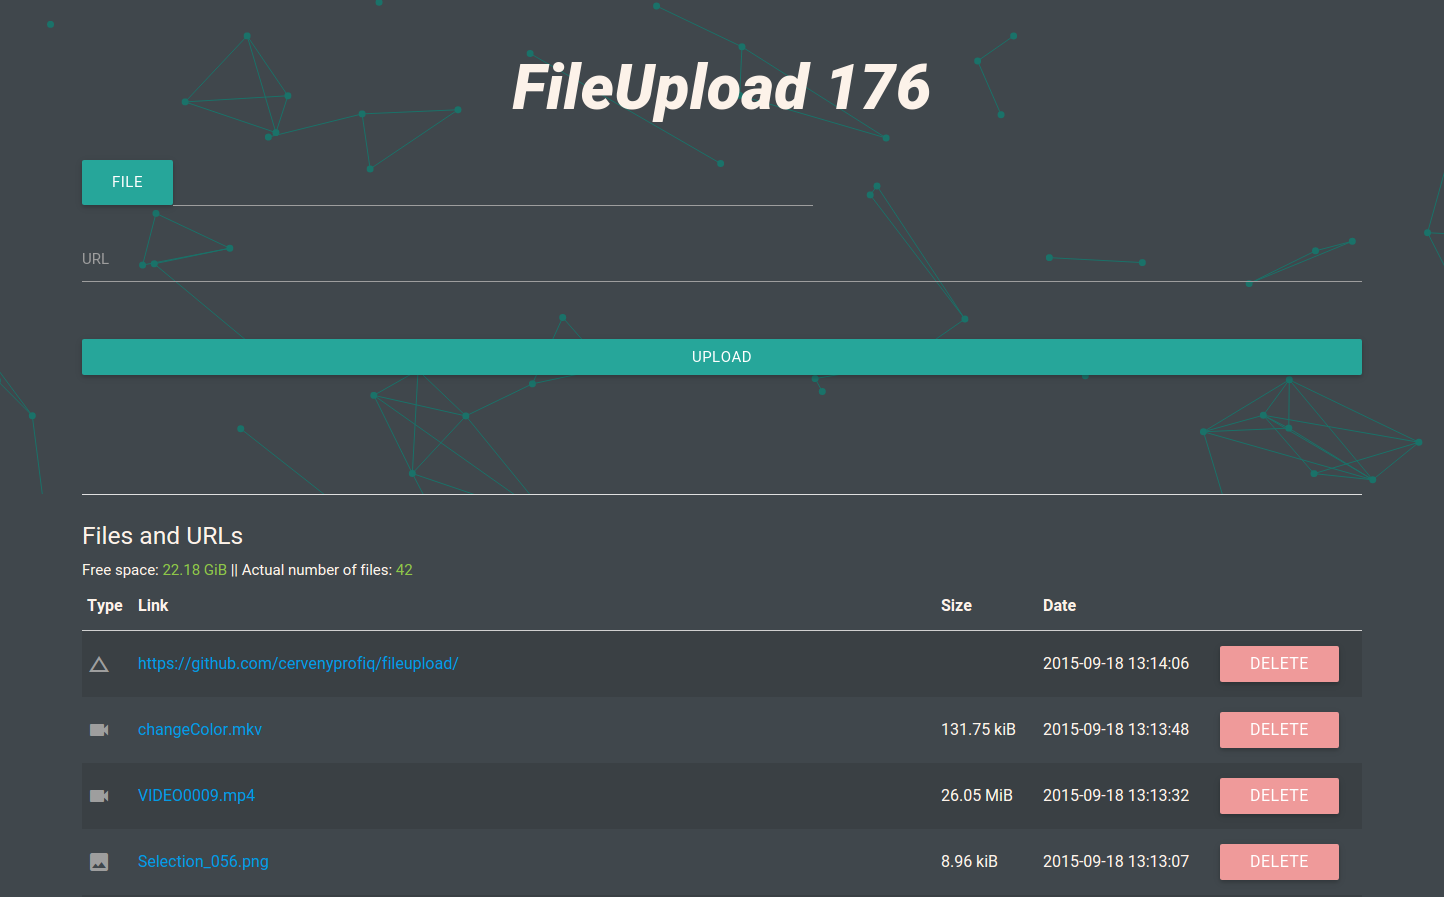 FileUpload 176
FILE
URL
UPLOAD
Files and URLs
Free space: 22.18 GiB || Actual number of files: 42
Type Link Size Date
https://github.com/cervenyprofiq/fileupload/ 2015-09-18 13:14:06 DELETE
changeColor.mkv 131.75 kiB 2015-09-18 13:13:48 DELETE
VIDEO0009.mp4 26.05 MiB 2015-09-18 13:13:32 DELETE
Selection_056.png 8.96 kiB 2015-09-18 13:13:07 DELETE